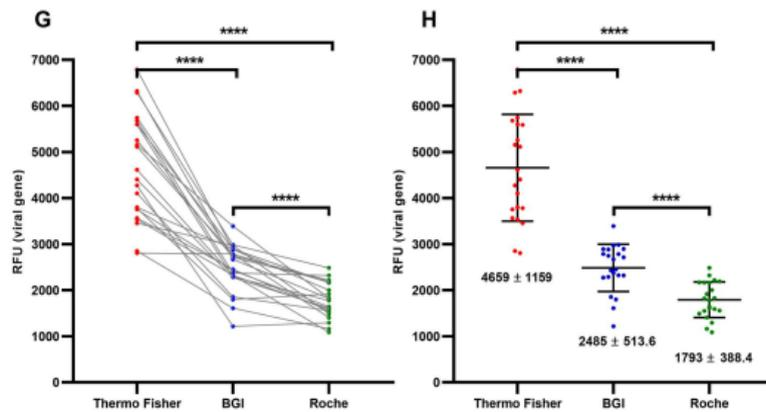 G
H
****
****
****
RFU (viral gene)
7000
6000
5000
4000
3000
2000
1000
0
Thermo Fisher BGI Roche
****
****
****
RFU (viral gene)
7000
6000
5000
4000
3000
2000
1000
0
4659 ± 1159
2485 ± 513.6
1793 ± 388.4
Thermo Fisher BGI Roche